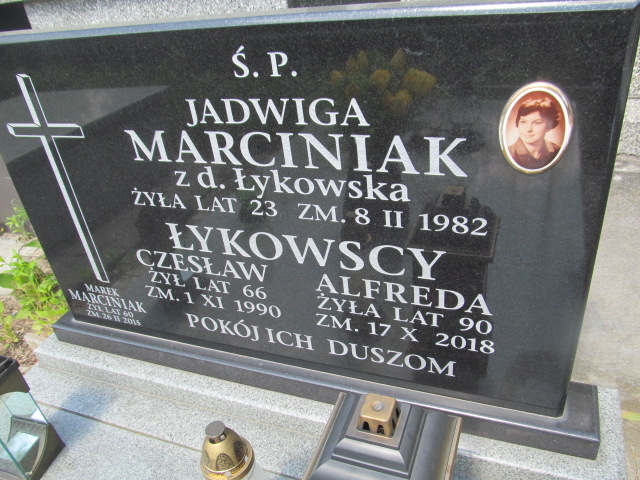 Ś. P.
JADWIGA
MARCINIAK
z d. Łykowska
ŻYŁA LAT 23 ZM. 8 II 1982
ŁYKOWSCY
CZESŁAW
ŻYŁ LAT 66
ZM. 1 XI 1990
ALFREDA
ŻYŁA LAT 90
ZM. 17 X 2018
MAREK
MARCINIAK
ŻYŁ LAT 60
ZM. 26 II 2015
POKÓJ ICH DUSZOM